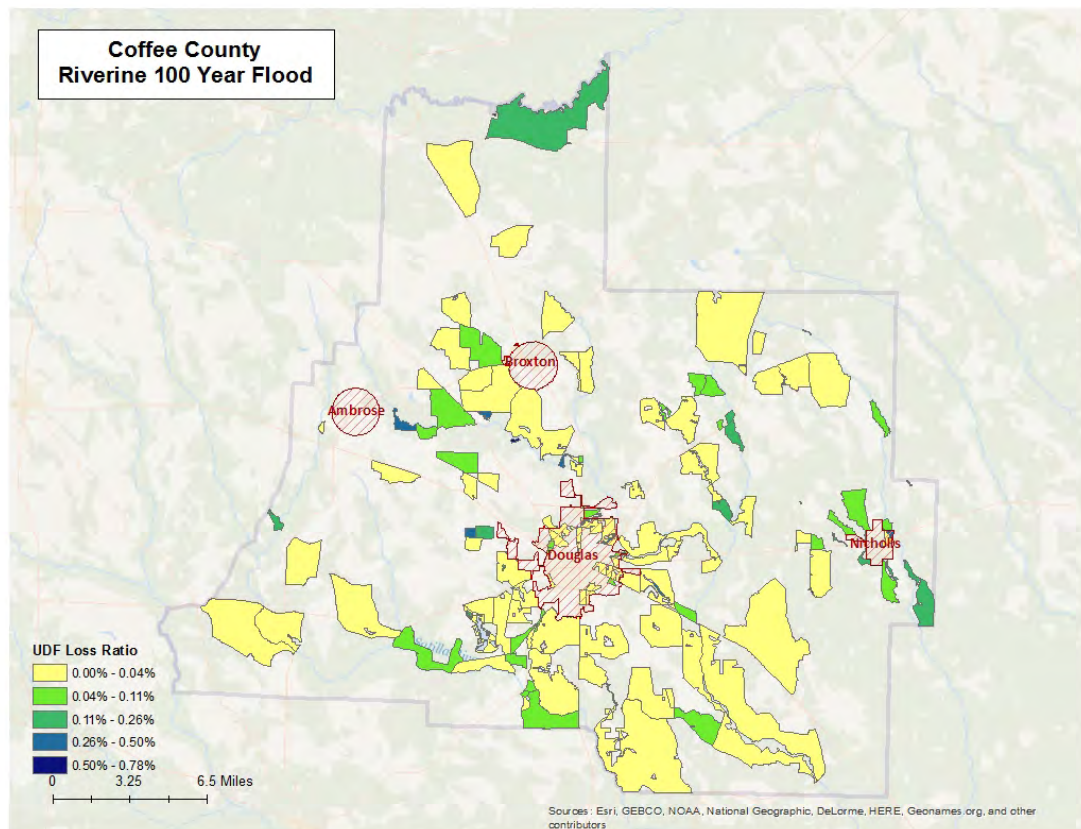 Coffee County
Riverine 100 Year Flood
Broxton
Ambrose
Nicholls
Douglas
UDF Loss Ratio
0.00% - 0.04%
0.04% - 0.11%
0.11% - 0.26%
0.26% - 0.50%
0.50% - 0.78%
0 3.25 6.5 Miles
Sources: Esri, GEBCO, NOAA, National Geographic, DeLorme, HERE, Geonames.org, and other
contributors